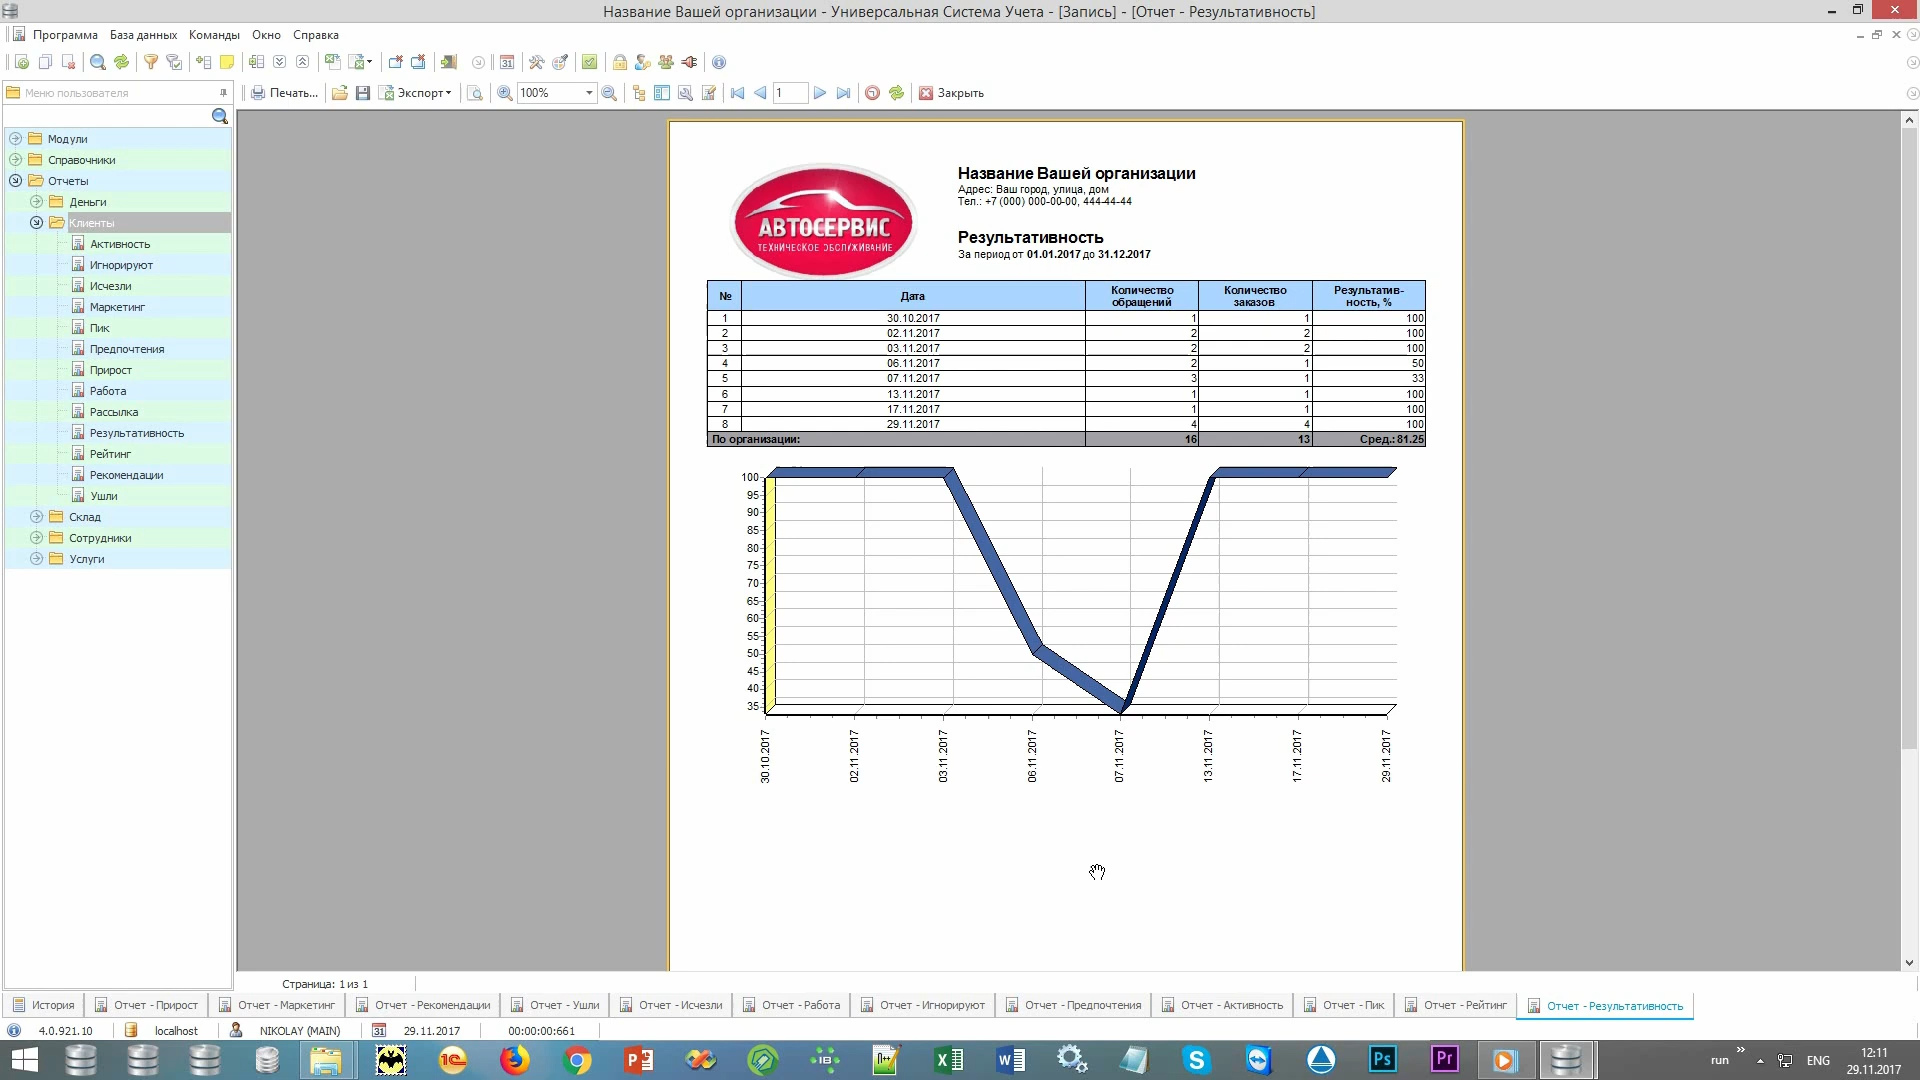 Название Вашей организации - Универсальная Система Учета - [Запись] - [Отчет - Результативность]
Программа База данных Команды Окно Справка
Меню пользователя
Печать... Экспорт 100% 1 Закрыть
Модули
Справочники
Отчеты
Деньги
Клиенты
Активность
Игнорируют
Исчезли
Маркетинг
Пик
Предпочтения
Прирост
Работа
Рассылка
Результативность
Рейтинг
Рекомендации
Ушли
Склад
Сотрудники
Услуги
АВТОСЕРВИС
ТЕХНИЧЕСКОЕ ОБСЛУЖИВАНИЕ
Название Вашей организации
Адрес: Ваш город, улица, дом
Тел.: +7 (000) 000-00-00, 444-44-44
Результативность
За период от 01.01.2017 до 31.12.2017
№ Дата Количество обращений Количество заказов Результатив-ность, %
1 30.10.2017 1 1 100
2 02.11.2017 2 2 100
3 03.11.2017 2 2 100
4 06.11.2017 2 1 50
5 07.11.2017 3 1 33
6 13.11.2017 1 1 100
7 17.11.2017 1 1 100
8 29.11.2017 4 4 100
По организации: 16 13 Сред.: 81.25
100
95
90
85
80
75
70
65
60
55
50
45
40
35
30.10.2017 02.11.2017 03.11.2017 06.11.2017 07.11.2017 13.11.2017 17.11.2017 29.11.2017
Страница: 1 из 1
История Отчет - Прирост Отчет - Маркетинг Отчет - Рекомендации Отчет - Ушли Отчет - Исчезли Отчет - Работа Отчет - Игнорируют Отчет - Предпочтения Отчет - Активность Отчет - Пик Отчет - Рейтинг Отчет - Результативность
4.0.921.10 localhost NIKOLAY (MAIN) 31 29.11.2017 00:00:00:661
run ENG 12:11
29.11.2017